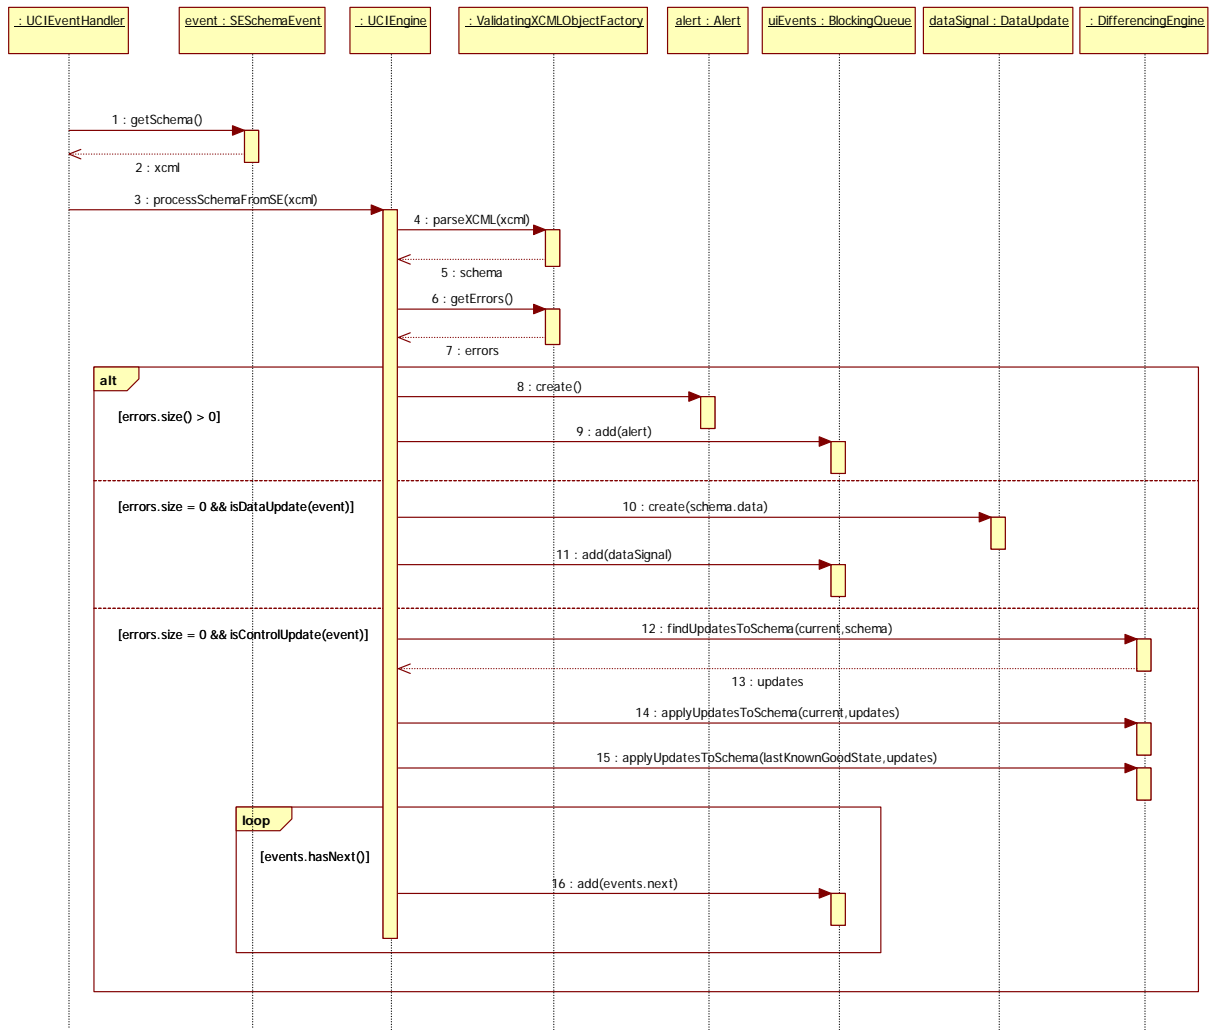 : UCIEventHandler
event : SESchemaEvent
: UCIEngine
: ValidatingXCMLObjectFactory
alert : Alert
uiEvents : BlockingQueue
dataSignal : DataUpdate
: DifferencingEngine
1 : getSchema()
2 : xcml
3 : processSchemaFromSE(xcml)
4 : parseXCML(xcml)
5 : schema
6 : getErrors()
7 : errors
alt
8 : create()
[errors.size() > 0]
9 : add(alert)
[errors.size = 0 && isDataUpdate(event)]
10 : create(schema.data)
11 : add(dataSignal)
[errors.size = 0 && isControlUpdate(event)]
12 : findUpdatesToSchema(current,schema)
13 : updates
14 : applyUpdatesToSchema(current,updates)
15 : applyUpdatesToSchema(lastKnownGoodState,updates)
loop
[events.hasNext()]
16 : add(events.next)